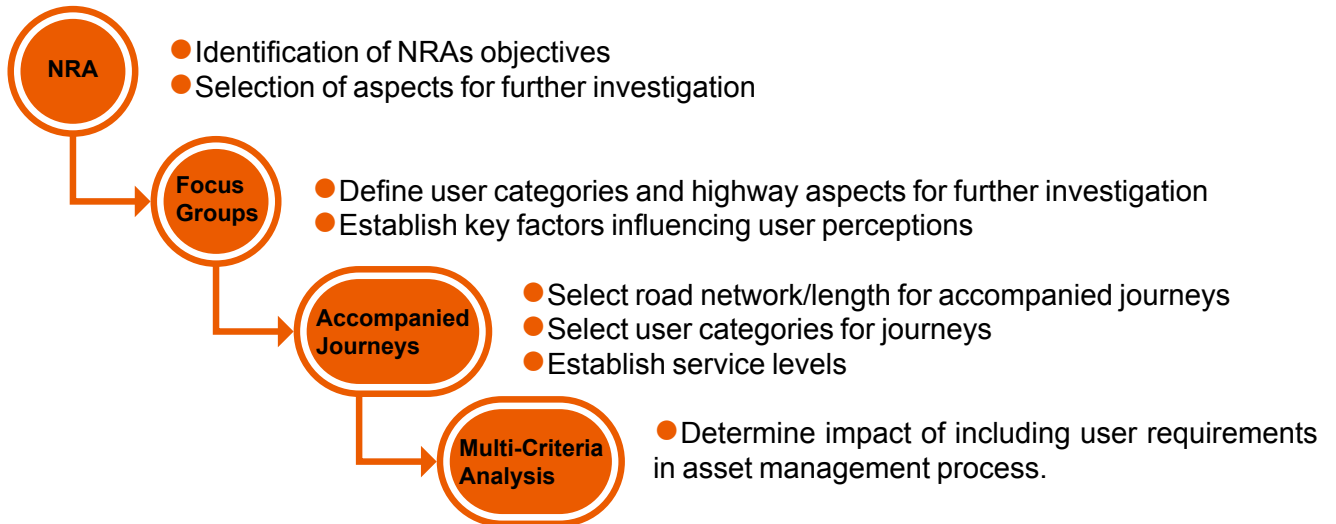 NRA
● Identification of NRAs objectives
● Selection of aspects for further investigation
Focus
Groups
● Define user categories and highway aspects for further investigation
● Establish key factors influencing user perceptions
Accompanied
Journeys
● Select road network/length for accompanied journeys
● Select user categories for journeys
● Establish service levels
Multi-Criteria
Analysis
● Determine impact of including user requirements
in asset management process.